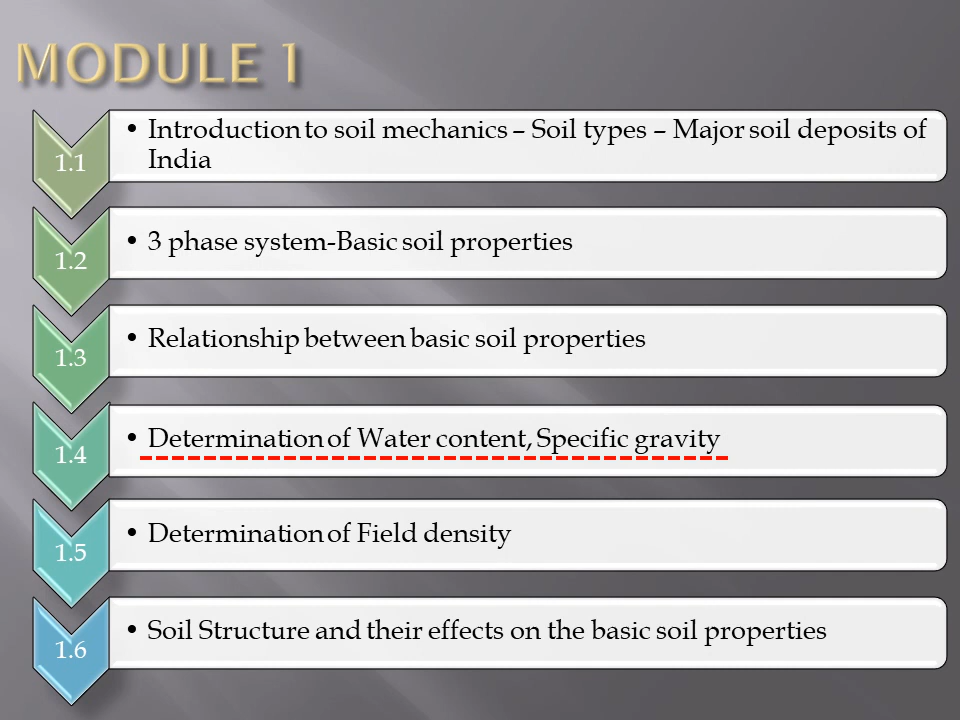 MODULE 1
1.1
• Introduction to soil mechanics – Soil types – Major soil deposits of
India
1.2
• 3 phase system-Basic soil properties
1.3
• Relationship between basic soil properties
1.4
• Determination of Water content, Specific gravity
1.5
• Determination of Field density
1.6
• Soil Structure and their effects on the basic soil properties